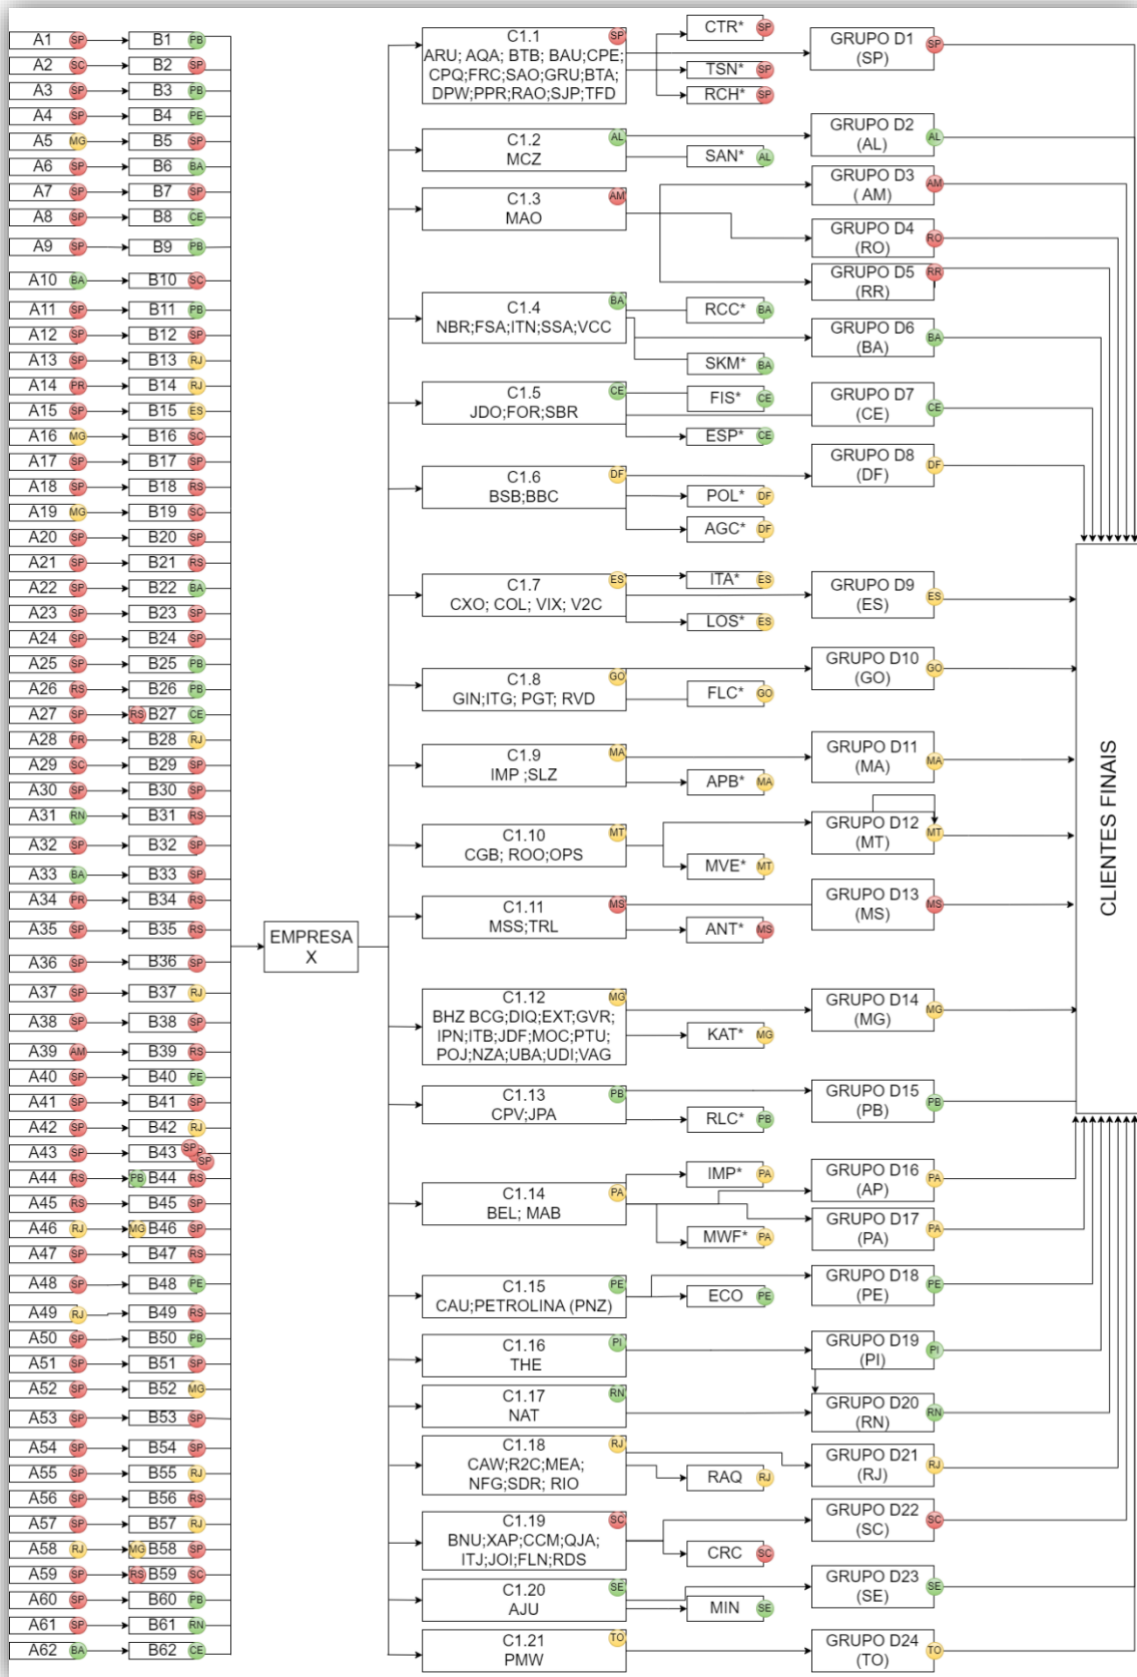 A1 SP B1 PB
A2 SC B2 SP
A3 SP B3 PB
A4 SP B4 PE
A5 MG B5 SP
A6 SP B6 BA
A7 SP B7 SP
A8 SP B8 CE
A9 SP B9 PB
A10 BA B10 SC
A11 SP B11 PB
A12 SP B12 SP
A13 SP B13 RJ
A14 PR B14 RJ
A15 SP B15 ES
A16 MG B16 SC
A17 SP B17 SP
A18 SP B18 RS
A19 MG B19 SC
A20 SP B20 SP
A21 SP B21 RS
A22 SP B22 BA
A23 SP B23 SP
A24 SP B24 SP
A25 SP B25 PB
A26 RS B26 PB
A27 SP RS B27 CE
A28 PR B28 RJ
A29 SC B29 SP
A30 SP B30 SP
A31 RN B31 RS
A32 SP B32 SP
A33 BA B33 SP
A34 PR B34 RS
A35 SP B35 RS
A36 SP B36 SP
A37 SP B37 RJ
A38 SP B38 SP
A39 AM B39 RS
A40 SP B40 PE
A41 SP B41 SP
A42 SP B42 RJ
A43 SP B43 SP SP
A44 RS PB B44 RS
A45 RS B45 SP
A46 RJ MG B46 SP
A47 SP B47 RS
A48 SP B48 PE
A49 RJ B49 RS
A50 SP B50 PB
A51 SP B51 SP
A52 SP B52 MG
A53 SP B53 SP
A54 SP B54 SP
A55 SP B55 RJ
A56 SP B56 RS
A57 SP B57 RJ
A58 RJ MG B58 SP
A59 SP RS B59 SC
A60 SP B60 PB
A61 SP B61 RN
A62 BA B62 CE
EMPRESA
X
C1.1 SP
ARU; AQA; BTB; BAU;CPE;
CPQ;FRC;SAO;GRU;BTA;
DPW;PPR;RAO;SJP;TFD
CTR* SP
TSN* SP
RCH* SP
GRUPO D1 SP
(SP)
C1.2 AL
MCZ
SAN* AL
GRUPO D2 AL
(AL)
C1.3 AM
MAO
GRUPO D3 AM
( AM)
GRUPO D4 RO
(RO)
GRUPO D5 RR
(RR)
C1.4 BA
NBR;FSA;ITN;SSA;VCC
RCC* BA
SKM* BA
GRUPO D6 BA
(BA)
C1.5 CE
JDO;FOR;SBR
FIS* CE
ESP* CE
GRUPO D7 CE
(CE)
C1.6 DF
BSB;BBC
POL* DF
AGC* DF
GRUPO D8 DF
(DF)
C1.7 ES
CXO; COL; VIX; V2C
ITA* ES
LOS* ES
GRUPO D9 ES
(ES)
C1.8 GO
GIN;ITG; PGT; RVD
FLC* GO
GRUPO D10 GO
(GO)
C1.9 MA
IMP ;SLZ
APB* MA
GRUPO D11 MA
(MA)
C1.10 MT
CGB; ROO;OPS
MVE* MT
GRUPO D12 MT
(MT)
C1.11 MS
MSS;TRL
ANT* MS
GRUPO D13 MS
(MS)
C1.12 MG
BHZ BCG;DIQ;EXT;GVR;
IPN;ITB;JDF;MOC;PTU;
POJ;NZA;UBA;UDI;VAG
KAT* MG
GRUPO D14 MG
(MG)
C1.13 PB
CPV;JPA
RLC* PB
GRUPO D15 PB
(PB)
C1.14 PA
BEL; MAB
IMP* PA
MWF* PA
GRUPO D16 PA
(AP)
GRUPO D17 PA
(PA)
C1.15 PE
CAU;PETROLINA (PNZ)
ECO PE
GRUPO D18 PE
(PE)
C1.16 PI
THE
GRUPO D19 PI
(PI)
C1.17 RN
NAT
GRUPO D20 RN
(RN)
C1.18 RJ
CAW;R2C;MEA;
NFG;SDR; RIO
RAQ RJ
GRUPO D21 RJ
(RJ)
C1.19 SC
BNU;XAP;CCM;QJA;
ITJ;JOI;FLN;RDS
CRC SC
GRUPO D22 SC
(SC)
C1.20 SE
AJU
MIN SE
GRUPO D23 SE
(SE)
C1.21 TO
PMW
GRUPO D24 TO
(TO)
CLIENTES FINAIS